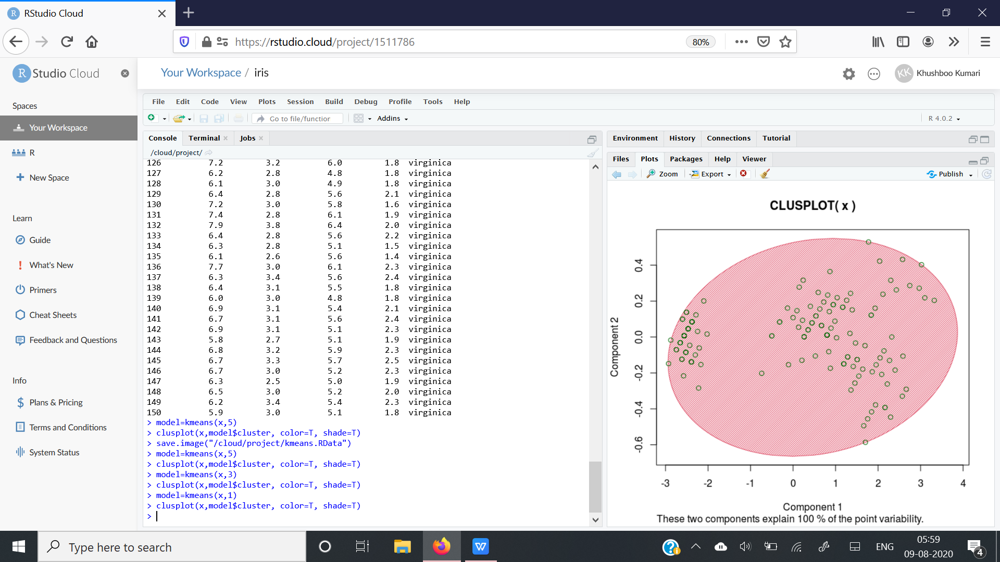 RStudio Cloud
https://rstudio.cloud/project/1511786
80%
R Studio Cloud
Your Workspace / iris
KK Khushboo Kumari
Spaces
Your Workspace
R
New Space
Learn
Guide
What's New
Primers
Cheat Sheets
Feedback and Questions
Info
Plans & Pricing
Terms and Conditions
System Status
File Edit Code View Plots Session Build Debug Profile Tools Help
Go to file/function Addins R 4.0.2
Console Terminal Jobs
/cloud/project/
126 7.2 3.2 6.0 1.8 virginica
127 6.2 2.8 4.8 1.8 virginica
128 6.1 3.0 4.9 1.8 virginica
129 6.4 2.8 5.6 2.1 virginica
130 7.2 3.0 5.8 1.6 virginica
131 7.4 2.8 6.1 1.9 virginica
132 7.9 3.8 6.4 2.0 virginica
133 6.4 2.8 5.6 2.2 virginica
134 6.3 2.8 5.1 1.5 virginica
135 6.1 2.6 5.6 1.4 virginica
136 7.7 3.0 6.1 2.3 virginica
137 6.3 3.4 5.6 2.4 virginica
138 6.4 3.1 5.5 1.8 virginica
139 6.0 3.0 4.8 1.8 virginica
140 6.9 3.1 5.4 2.1 virginica
141 6.7 3.1 5.6 2.4 virginica
142 6.9 3.1 5.1 2.3 virginica
143 5.8 2.7 5.1 1.9 virginica
144 6.8 3.2 5.9 2.3 virginica
145 6.7 3.3 5.7 2.5 virginica
146 6.7 3.0 5.2 2.3 virginica
147 6.3 2.5 5.0 1.9 virginica
148 6.5 3.0 5.2 2.0 virginica
149 6.2 3.4 5.4 2.3 virginica
150 5.9 3.0 5.1 1.8 virginica
> model=kmeans(x,5)
> clusplot(x,model$cluster, color=T, shade=T)
> save.image("/cloud/project/kmeans.RData")
> model=kmeans(x,5)
> clusplot(x,model$cluster, color=T, shade=T)
> model=kmeans(x,3)
> clusplot(x,model$cluster, color=T, shade=T)
> model=kmeans(x,1)
> clusplot(x,model$cluster, color=T, shade=T)
>
Environment History Connections Tutorial
Files Plots Packages Help Viewer
Zoom Export Publish
CLUSPLOT( x )
Component 2
0.4
0.2
0.0
-0.2
-0.4
-0.6
-3 -2 -1 0 1 2 3 4
Component 1
These two components explain 100 % of the point variability.
Type here to search
ENG
05:59
09-08-2020
4